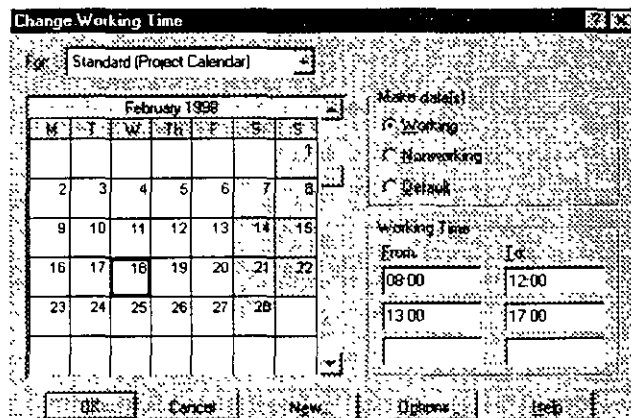 Change Working Time
For: Standard (Project Calendar)
February 1998
M T W Th F S S
1
2 3 4 5 6 7 8
9 10 11 12 13 14 15
16 17 18 19 20 21 22
23 24 25 26 27 28
Make date(s)
Working
Nonworking
Default
Working Time
From: To:
08:00 12:00
13:00 17:00
OK Cancel New... Options... Help